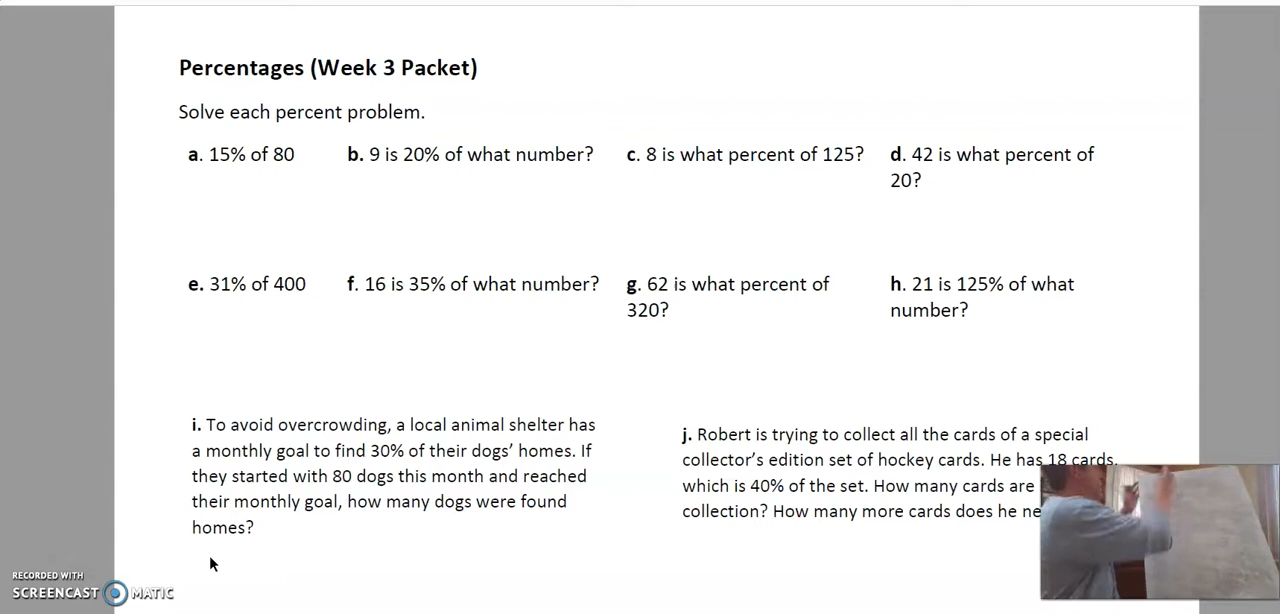 Percentages (Week 3 Packet)
Solve each percent problem.
a. 15% of 80
b. 9 is 20% of what number?
c. 8 is what percent of 125?
d. 42 is what percent of
20?
e. 31% of 400
f. 16 is 35% of what number?
g. 62 is what percent of
320?
h. 21 is 125% of what
number?
i. To avoid overcrowding, a local animal shelter has
a monthly goal to find 30% of their dogs’ homes. If
they started with 80 dogs this month and reached
their monthly goal, how many dogs were found
homes?
j. Robert is trying to collect all the cards of a special
collector’s edition set of hockey cards. He has 18 cards,
which is 40% of the set. How many cards are
collection? How many more cards does he
RECORDED WITH
SCREENCAST MATIC